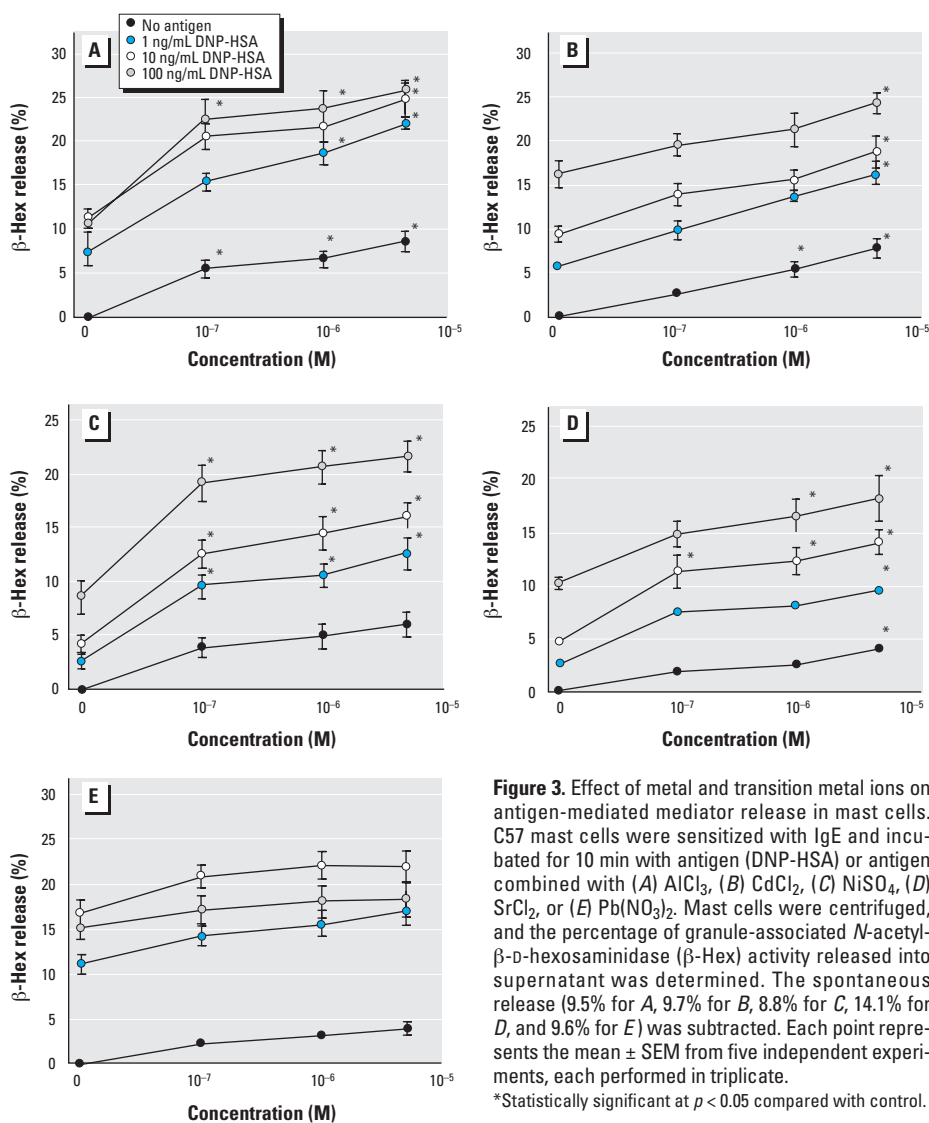 A
No antigen
1 ng/mL DNP-HSA
10 ng/mL DNP-HSA
100 ng/mL DNP-HSA
β-Hex release (%)
30
25
20
15
10
5
0
* * *
* *
*
* * *
0 10⁻⁷ 10⁻⁶ 10⁻⁵
Concentration (M)
B
β-Hex release (%)
30
25
20
15
10
5
0
*
*
*
* *
0 10⁻⁷ 10⁻⁶ 10⁻⁵
Concentration (M)
C
β-Hex release (%)
25
20
15
10
5
0
* * *
* * *
* * *
0 10⁻⁷ 10⁻⁶ 10⁻⁵
Concentration (M)
D
β-Hex release (%)
25
20
15
10
5
0
* *
* * *
*
*
0 10⁻⁷ 10⁻⁶ 10⁻⁵
Concentration (M)
E
β-Hex release (%)
30
25
20
15
10
5
0
0 10⁻⁷ 10⁻⁶ 10⁻⁵
Concentration (M)
Figure 3. Effect of metal and transition metal ions on
antigen-mediated mediator release in mast cells.
C57 mast cells were sensitized with IgE and incu-
bated for 10 min with antigen (DNP-HSA) or antigen
combined with (A) AlCl₃, (B) CdCl₂, (C) NiSO₄, (D)
SrCl₂, or (E) Pb(NO₃)₂. Mast cells were centrifuged,
and the percentage of granule-associated N-acetyl-
β-D-hexosaminidase (β-Hex) activity released into
supernatant was determined. The spontaneous
release (9.5% for A, 9.7% for B, 8.8% for C, 14.1% for
D, and 9.6% for E) was subtracted. Each point repre-
sents the mean ± SEM from five independent experi-
ments, each performed in triplicate.
*Statistically significant at p < 0.05 compared with control.